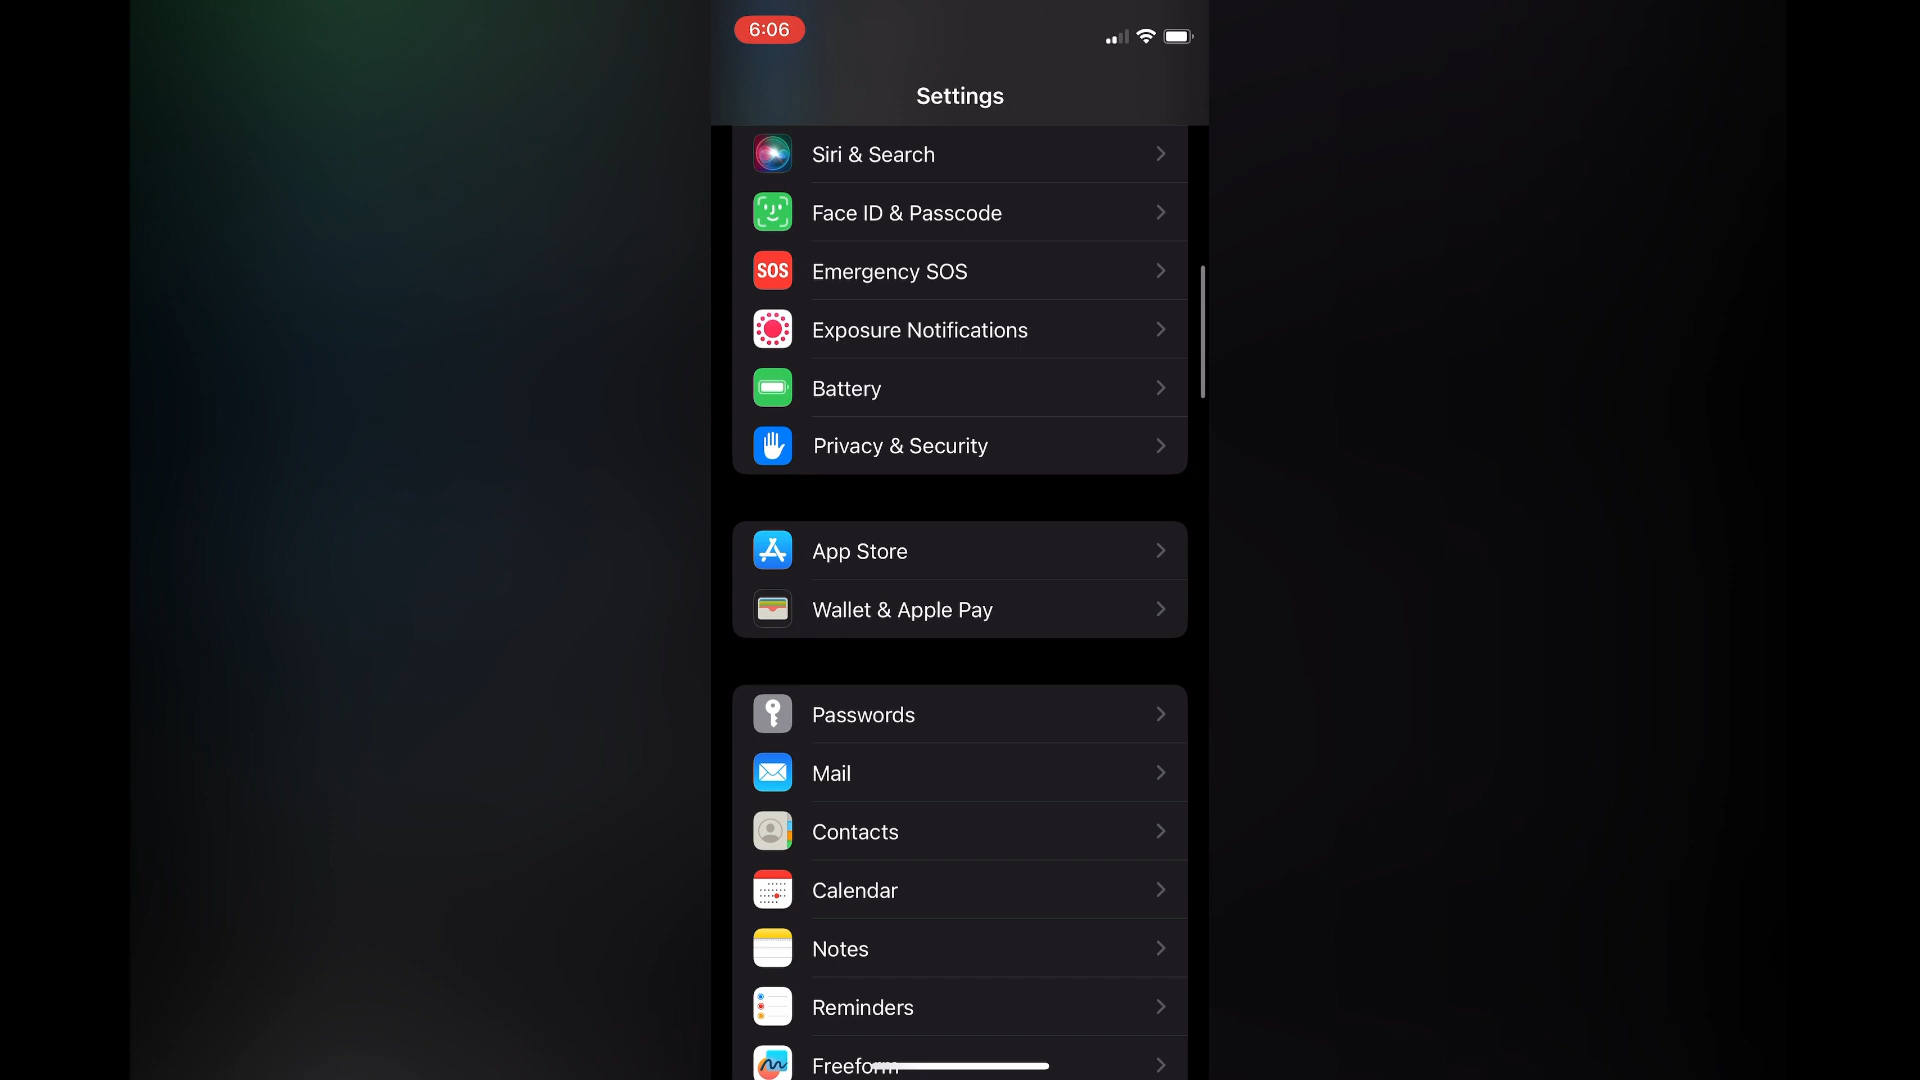 6:06
Settings
Siri & Search
Face ID & Passcode
SOS Emergency SOS
Exposure Notifications
Battery
Privacy & Security
App Store
Wallet & Apple Pay
Passwords
Mail
Contacts
Calendar
Notes
Reminders
Freeform